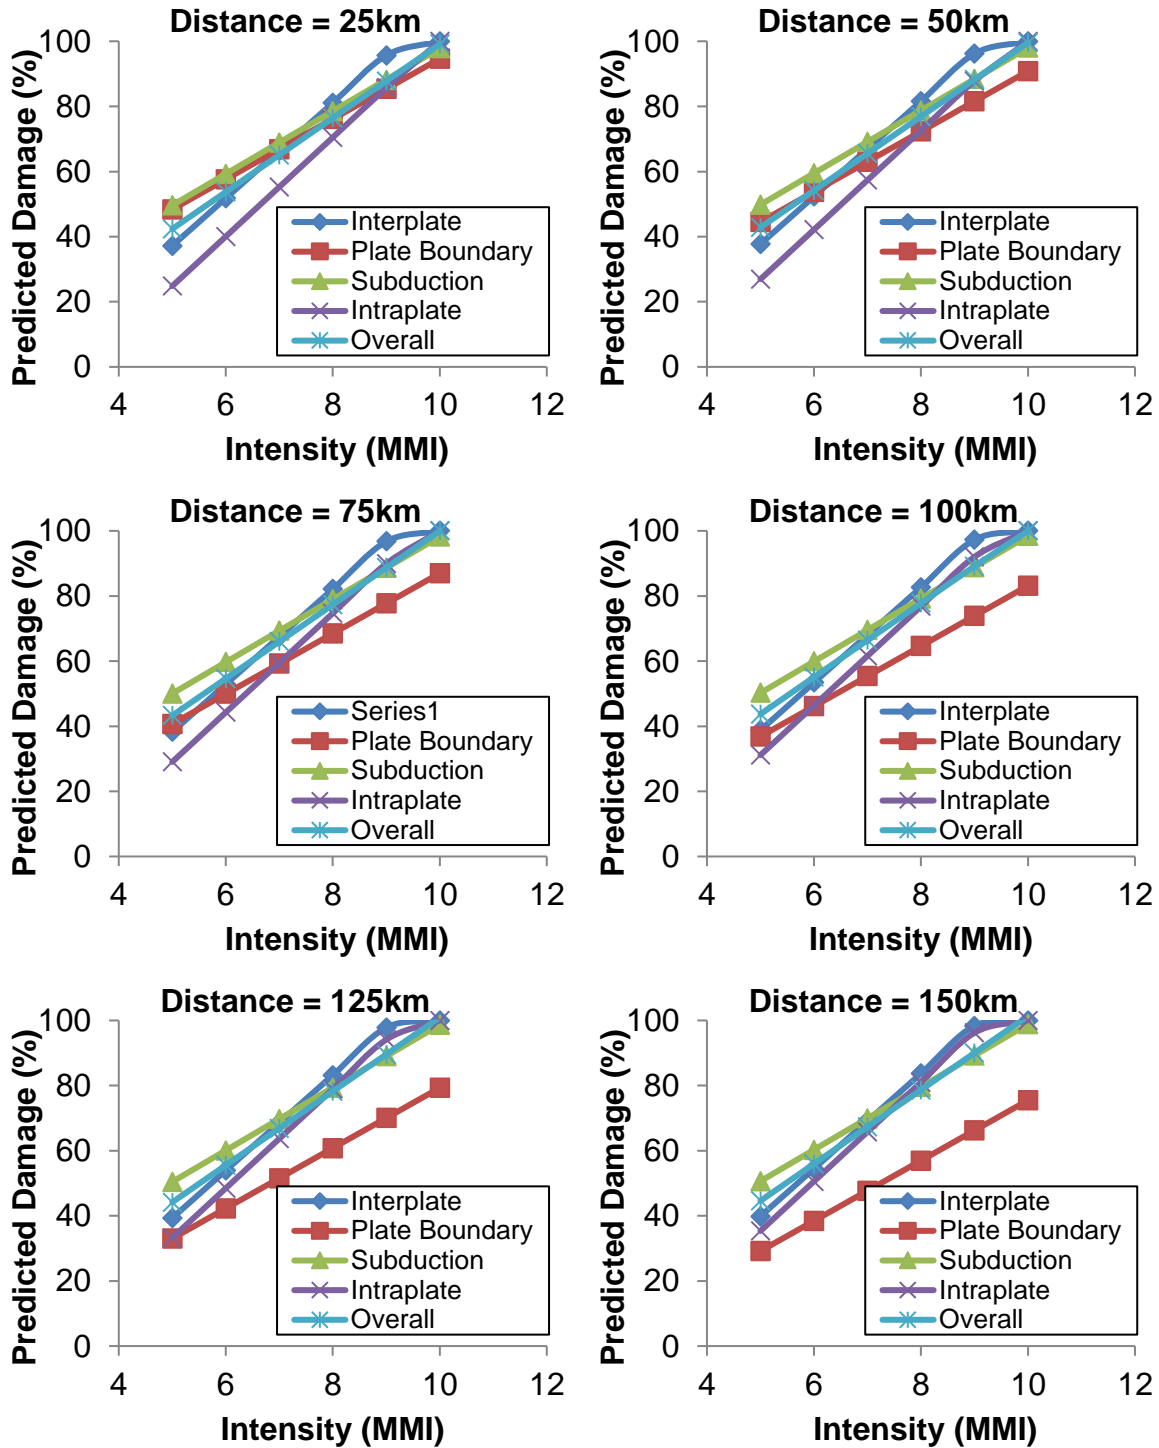 Distance = 25km
Predicted Damage (%)
100
80
60
40
20
0
Interplate
Plate Boundary
Subduction
Intraplate
Overall
4 6 8 10 12
Intensity (MMI)
Distance = 50km
Predicted Damage (%)
100
80
60
40
20
0
Interplate
Plate Boundary
Subduction
Intraplate
Overall
4 6 8 10 12
Intensity (MMI)
Distance = 75km
Predicted Damage (%)
100
80
60
40
20
0
Series1
Plate Boundary
Subduction
Intraplate
Overall
4 6 8 10 12
Intensity (MMI)
Distance = 100km
Predicted Damage (%)
100
80
60
40
20
0
Interplate
Plate Boundary
Subduction
Intraplate
Overall
4 6 8 10 12
Intensity (MMI)
Distance = 125km
Predicted Damage (%)
100
80
60
40
20
0
Interplate
Plate Boundary
Subduction
Intraplate
Overall
4 6 8 10 12
Intensity (MMI)
Distance = 150km
Predicted Damage (%)
100
80
60
40
20
0
Interplate
Plate Boundary
Subduction
Intraplate
Overall
4 6 8 10 12
Intensity (MMI)